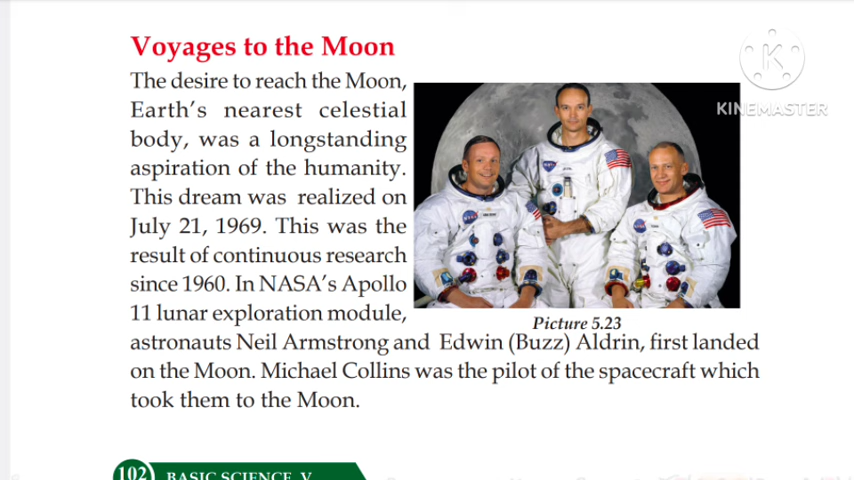 Voyages to the Moon
The desire to reach the Moon,
Earth's nearest celestial
body, was a longstanding
aspiration of the humanity.
This dream was realized on
July 21, 1969. This was the
result of continuous research
since 1960. In NASA's Apollo
11 lunar exploration module,
astronauts Neil Armstrong and Edwin (Buzz) Aldrin, first landed
on the Moon. Michael Collins was the pilot of the spacecraft which
took them to the Moon.
Picture 5.23
K
KINEMASTER
102 BASIC SCIENCE V